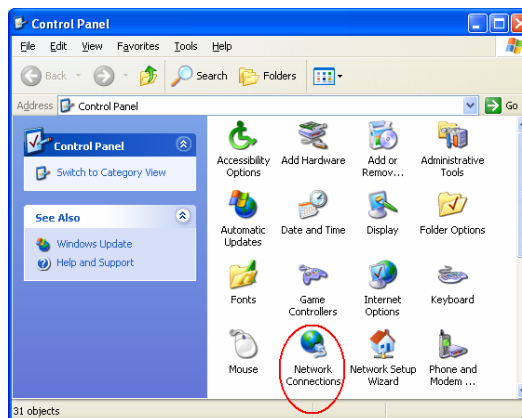 Control Panel
File Edit View Favorites Tools Help
Back Search Folders
Address Control Panel Go
Control Panel
Switch to Category View
See Also
Windows Update
Help and Support
Accessibility Options
Add Hardware
Add or Remov...
Administrative Tools
Automatic Updates
Date and Time
Display
Folder Options
Fonts
Game Controllers
Internet Options
Keyboard
Mouse
Network Connections
Network Setup Wizard
Phone and Modem ...
31 objects